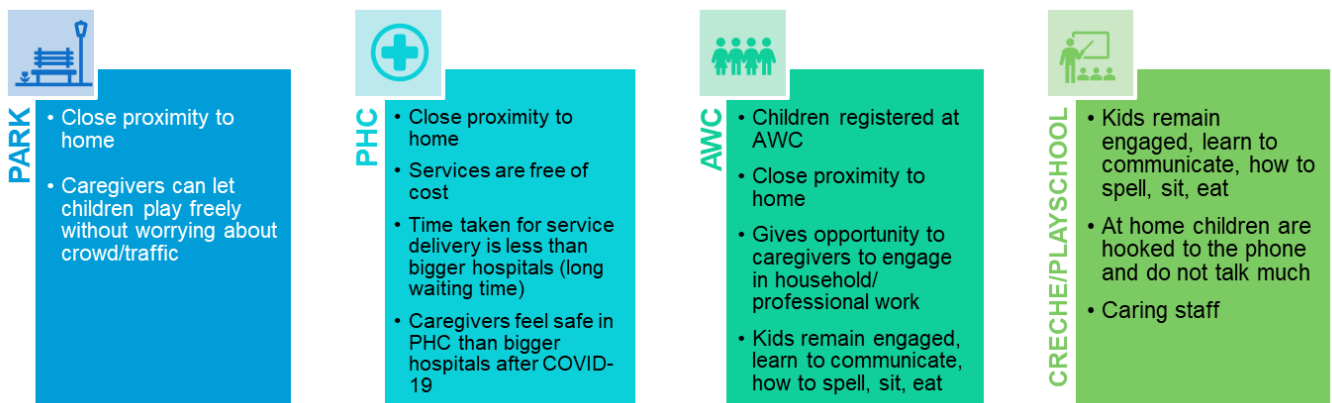 PARK
• Close proximity to
home
• Caregivers can let
children play freely
without worrying about
crowd/traffic
PHC
• Close proximity to
home
• Services are free of
cost
• Time taken for service
delivery is less than
bigger hospitals (long
waiting time)
• Caregivers feel safe in
PHC than bigger
hospitals after COVID-
19
AWC
• Children registered at
AWC
• Close proximity to
home
• Gives opportunity to
caregivers to engage
in household/
professional work
• Kids remain engaged,
learn to communicate,
how to spell, sit, eat
CRECHE/PLAYSCHOOL
• Kids remain
engaged, learn to
communicate, how to
spell, sit, eat
• At home children are
hooked to the phone
and do not talk much
• Caring staff